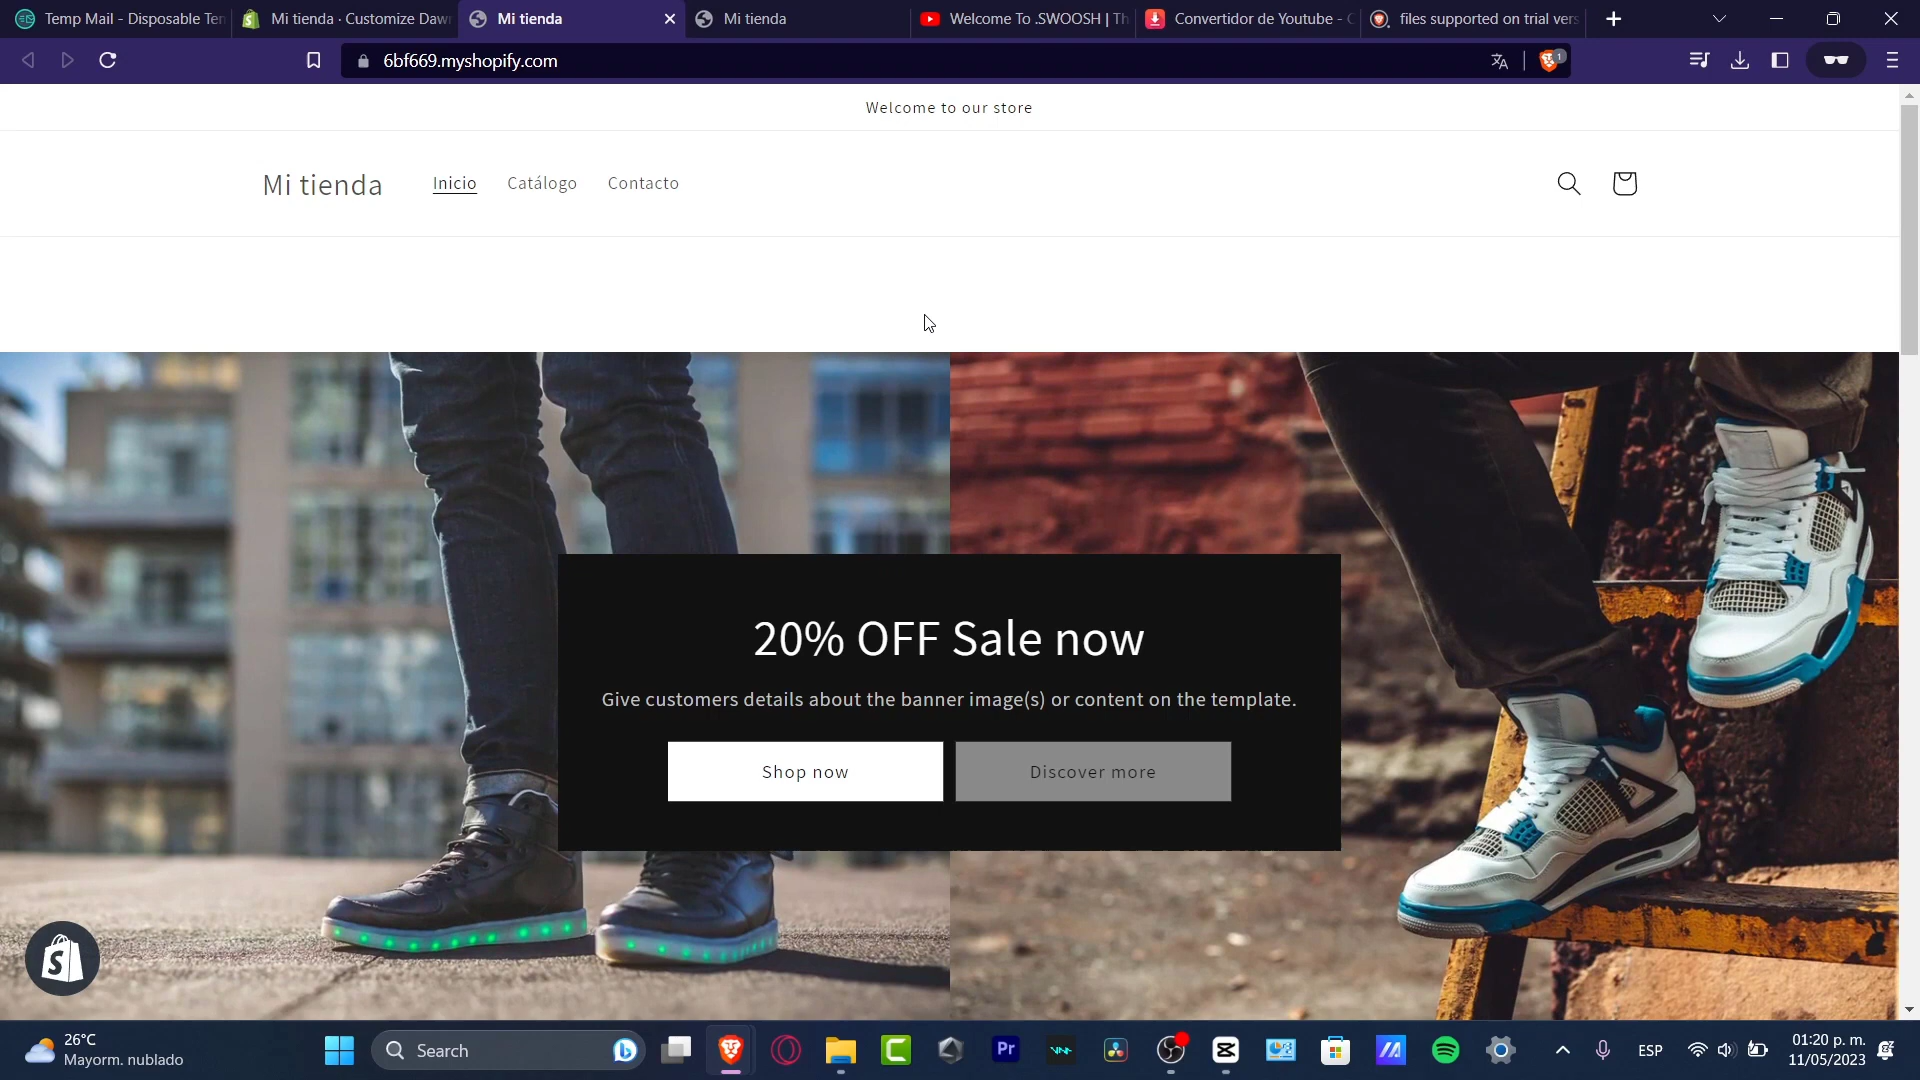 Temp Mail - Disposable Ten
Mi tienda · Customize Dawn
Mi tienda
Mi tienda
Welcome To .SWOOSH | Th
Convertidor de Youtube - C
files supported on trial vers
6bf669.myshopify.com
1
Welcome to our store
Mi tienda
Inicio
Catálogo
Contacto
20% OFF Sale now
Give customers details about the banner image(s) or content on the template.
Shop now
Discover more
26°C
Mayorm. nublado
Search
Pr
ESP
01:20 p. m.
11/05/2023